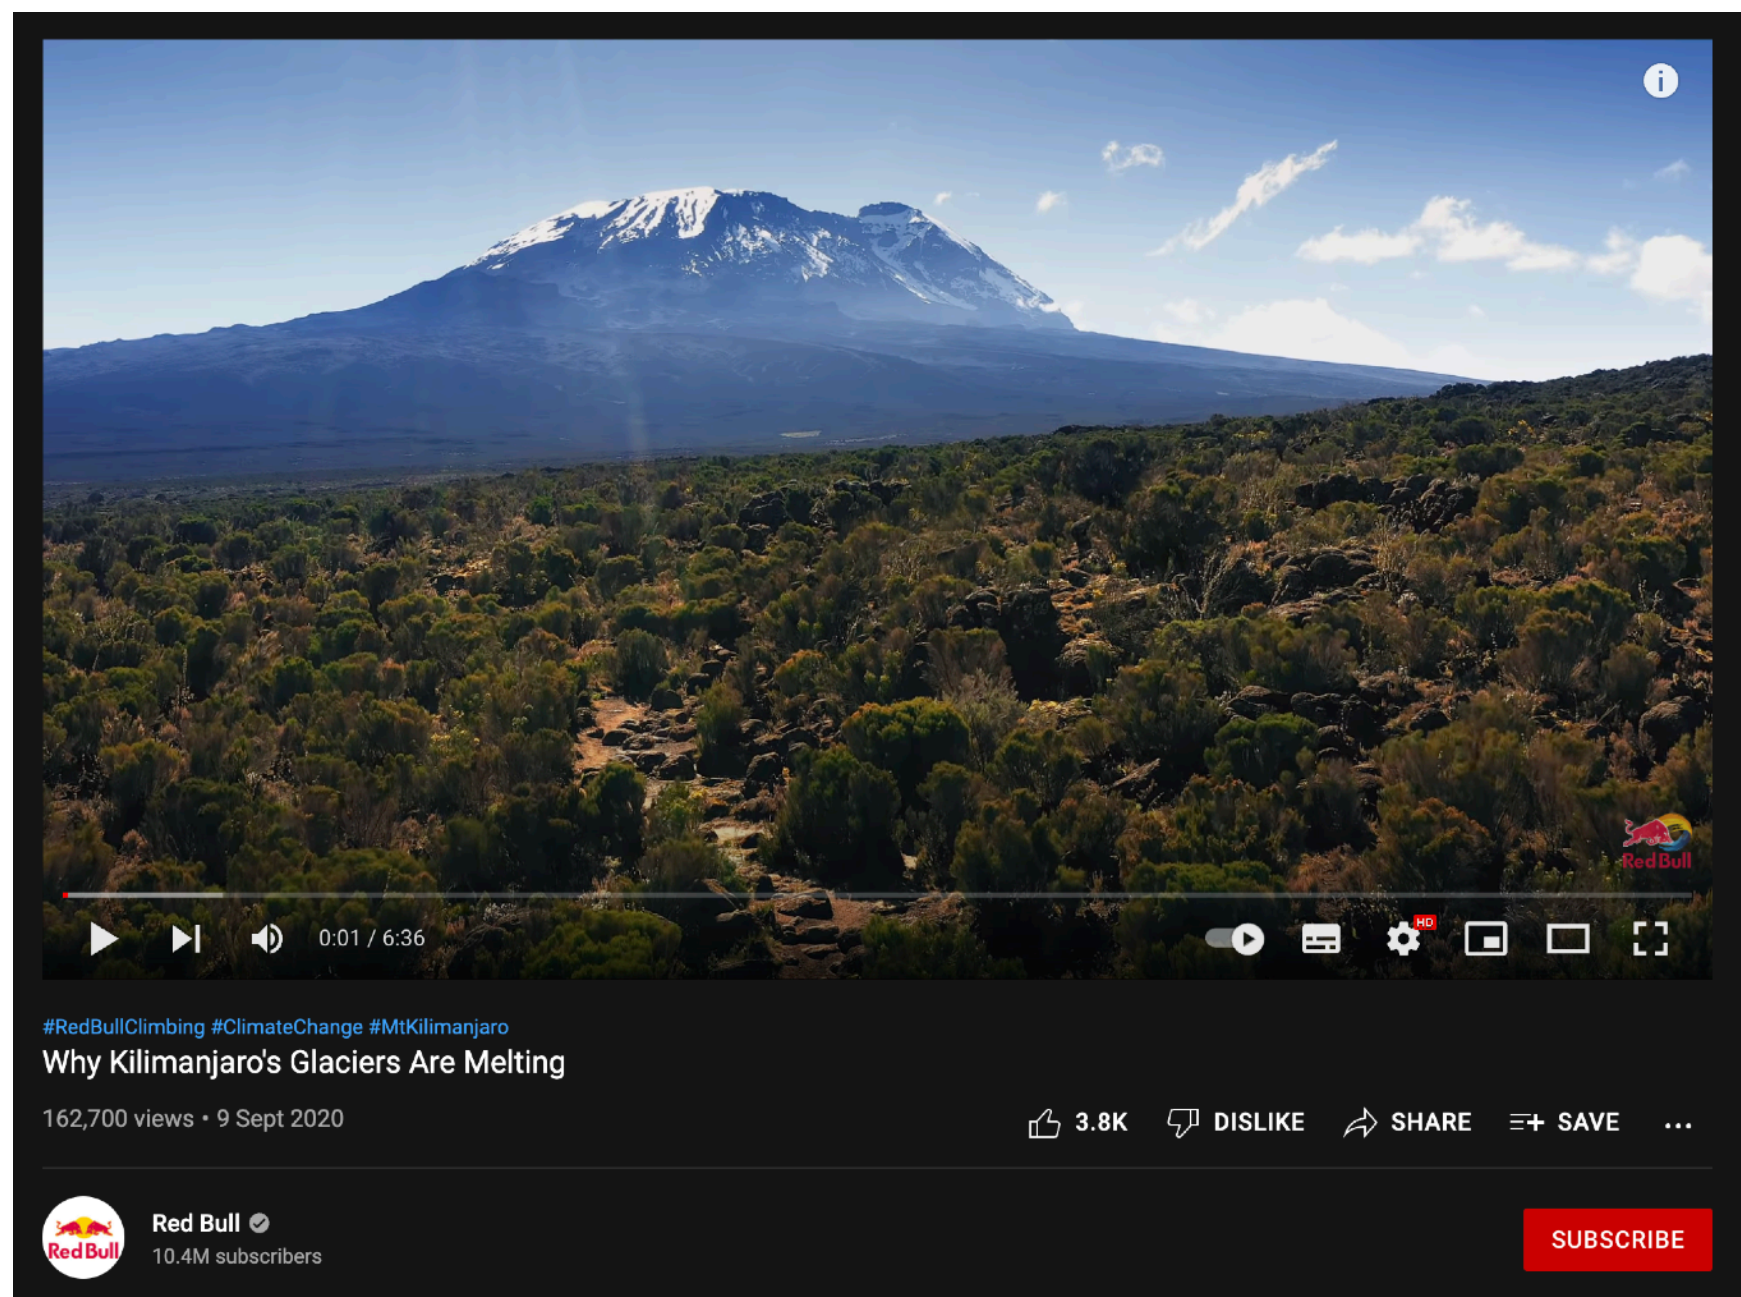 i
Red Bull
HD
0:01 / 6:36
#RedBullClimbing #ClimateChange #MtKilimanjaro
Why Kilimanjaro's Glaciers Are Melting
162,700 views • 9 Sept 2020
3.8K DISLIKE SHARE SAVE ...
Red Bull
Red Bull
10.4M subscribers
SUBSCRIBE